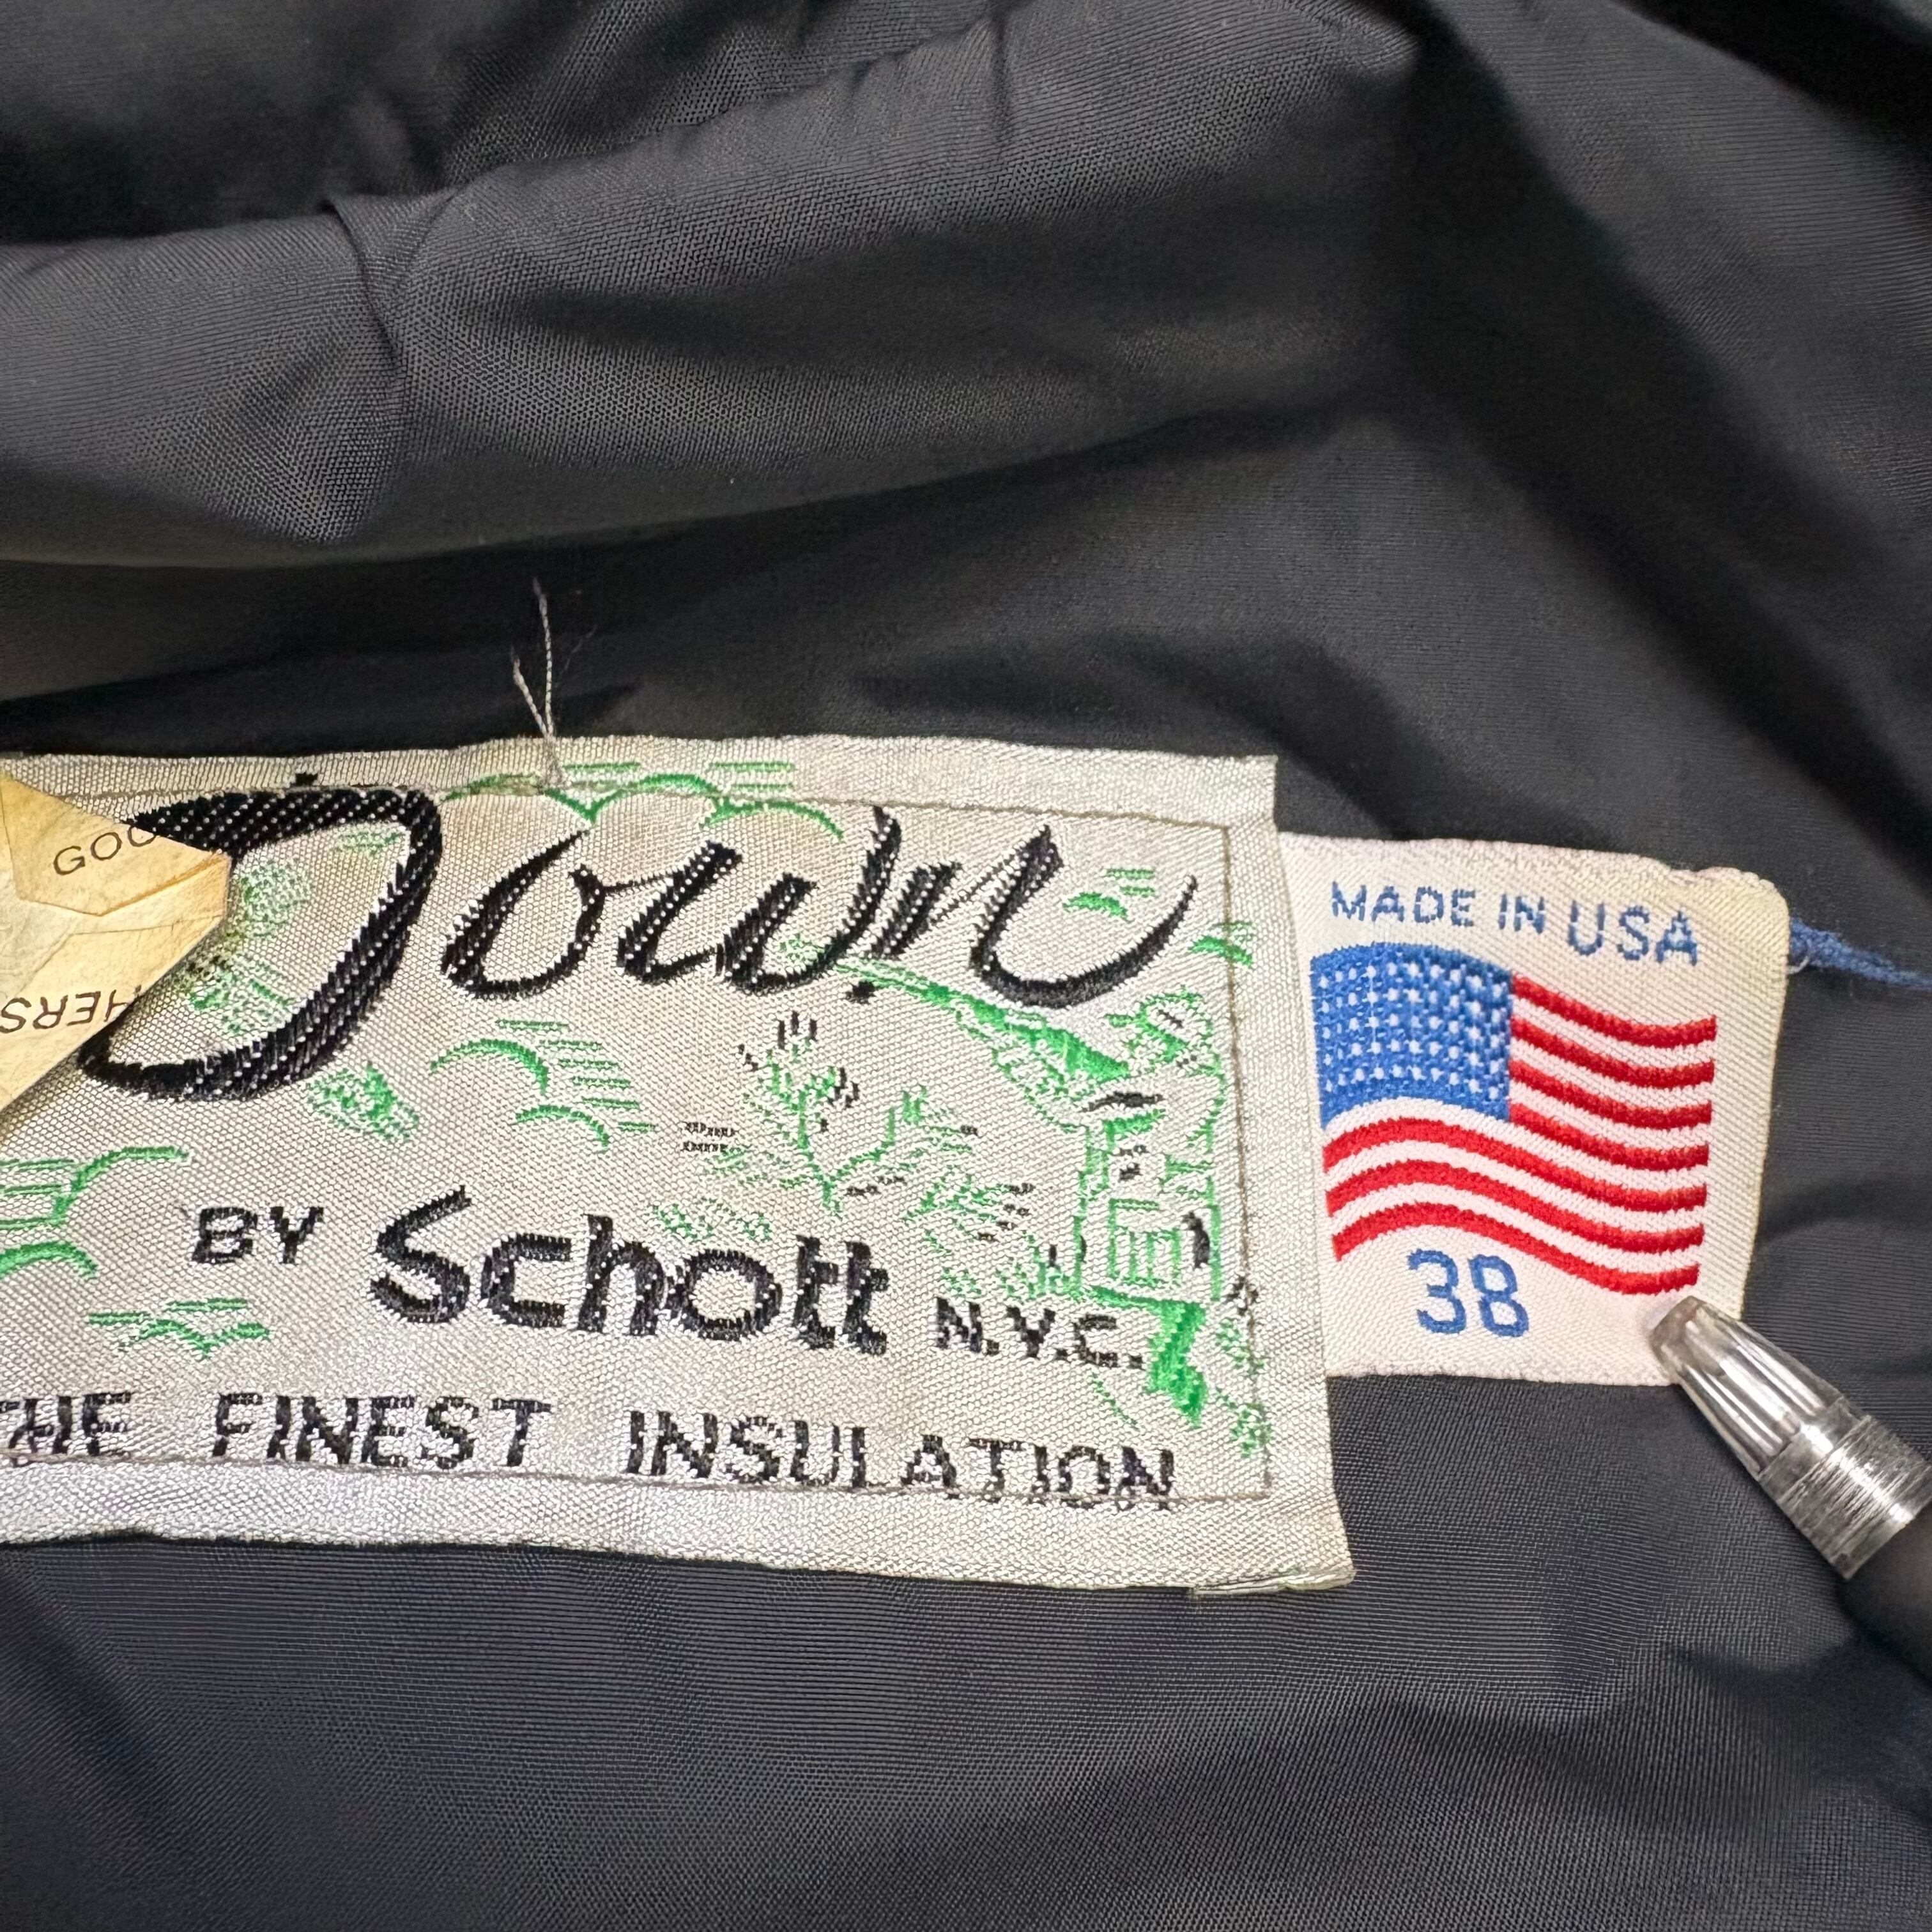 Down
BY Schott N.Y.C.
THE FINEST INSULATION
MADE IN USA
38
GOO
HERS